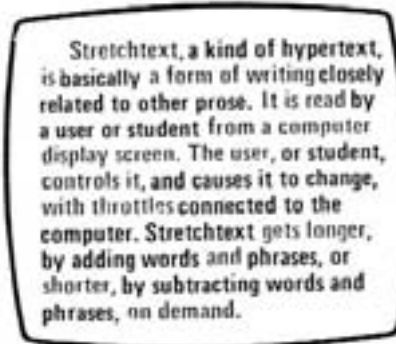 Stretchtext, a kind of hypertext,
is basically a form of writing closely
related to other prose. It is read by
a user or student from a computer
display screen. The user, or student,
controls it, and causes it to change,
with throttles connected to the
computer. Stretchtext gets longer,
by adding words and phrases, or
shorter, by subtracting words and
phrases, on demand.